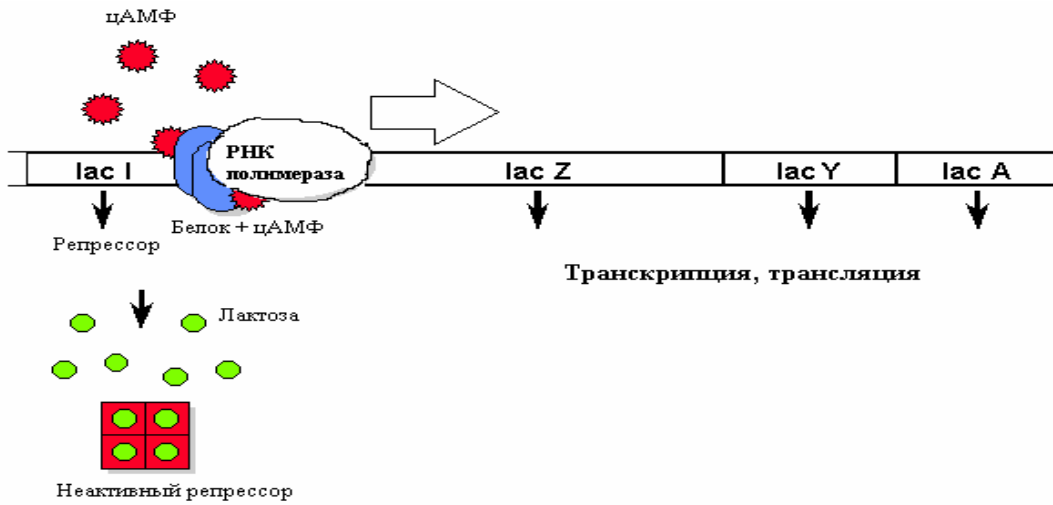 цАМФ
РНК
полимераза
lac I
lac Z
lac Y
lac A
Белок + цАМФ
Репрессор
Транскрипция, трансляция
Лактоза
Неактивный репрессор